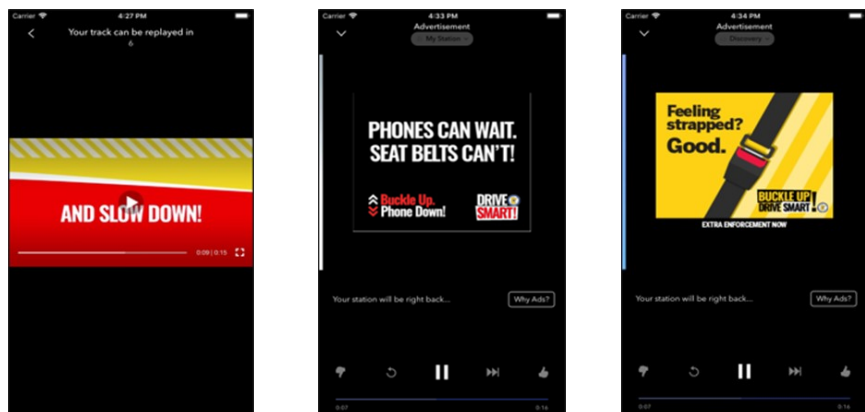 Carrier 4:27 PM
Your track can be replayed in
6
AND SLOW DOWN!
0:09 | 0:15
Carrier 4:33 PM
Advertisement
My Station
PHONES CAN WAIT.
SEAT BELTS CAN'T!
Buckle Up.
Phone Down!
DRIVE
SMART!
Your station will be right back...
Why Ads?
0:07 0:16
Carrier 4:34 PM
Advertisement
Discovery
Feeling
strapped?
Good.
BUCKLE UP
DRIVE SMART!
EXTRA ENFORCEMENT NOW
Your station will be right back...
Why Ads?
0:07 0:16